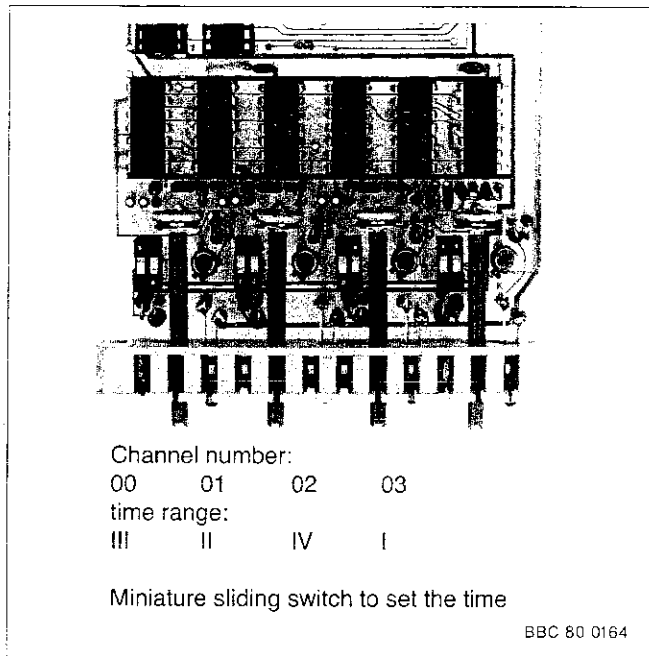 Channel number:
00 01 02 03
time range:
III II IV I
Miniature sliding switch to set the time
BBC 80 0164